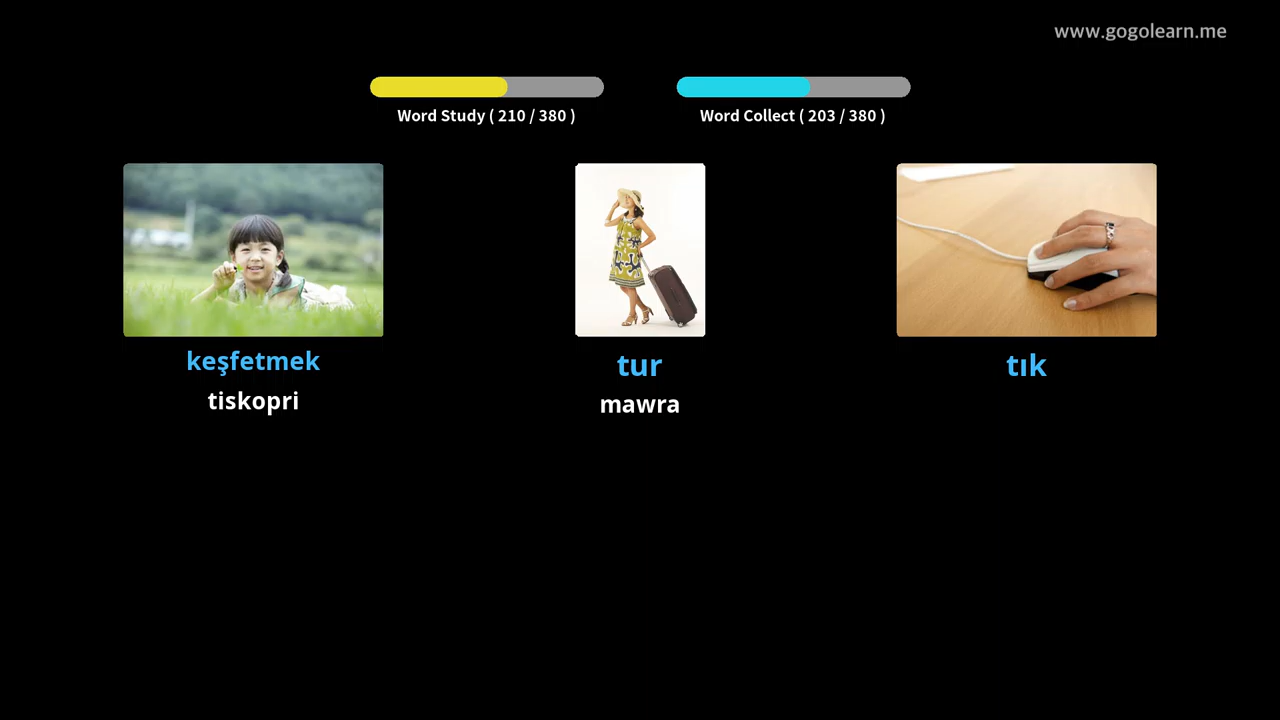 www.gogolearn.me
Word Study ( 210 / 380 )
Word Collect ( 203 / 380 )
keşfetmek
tur
tık
tiskopri
mawra